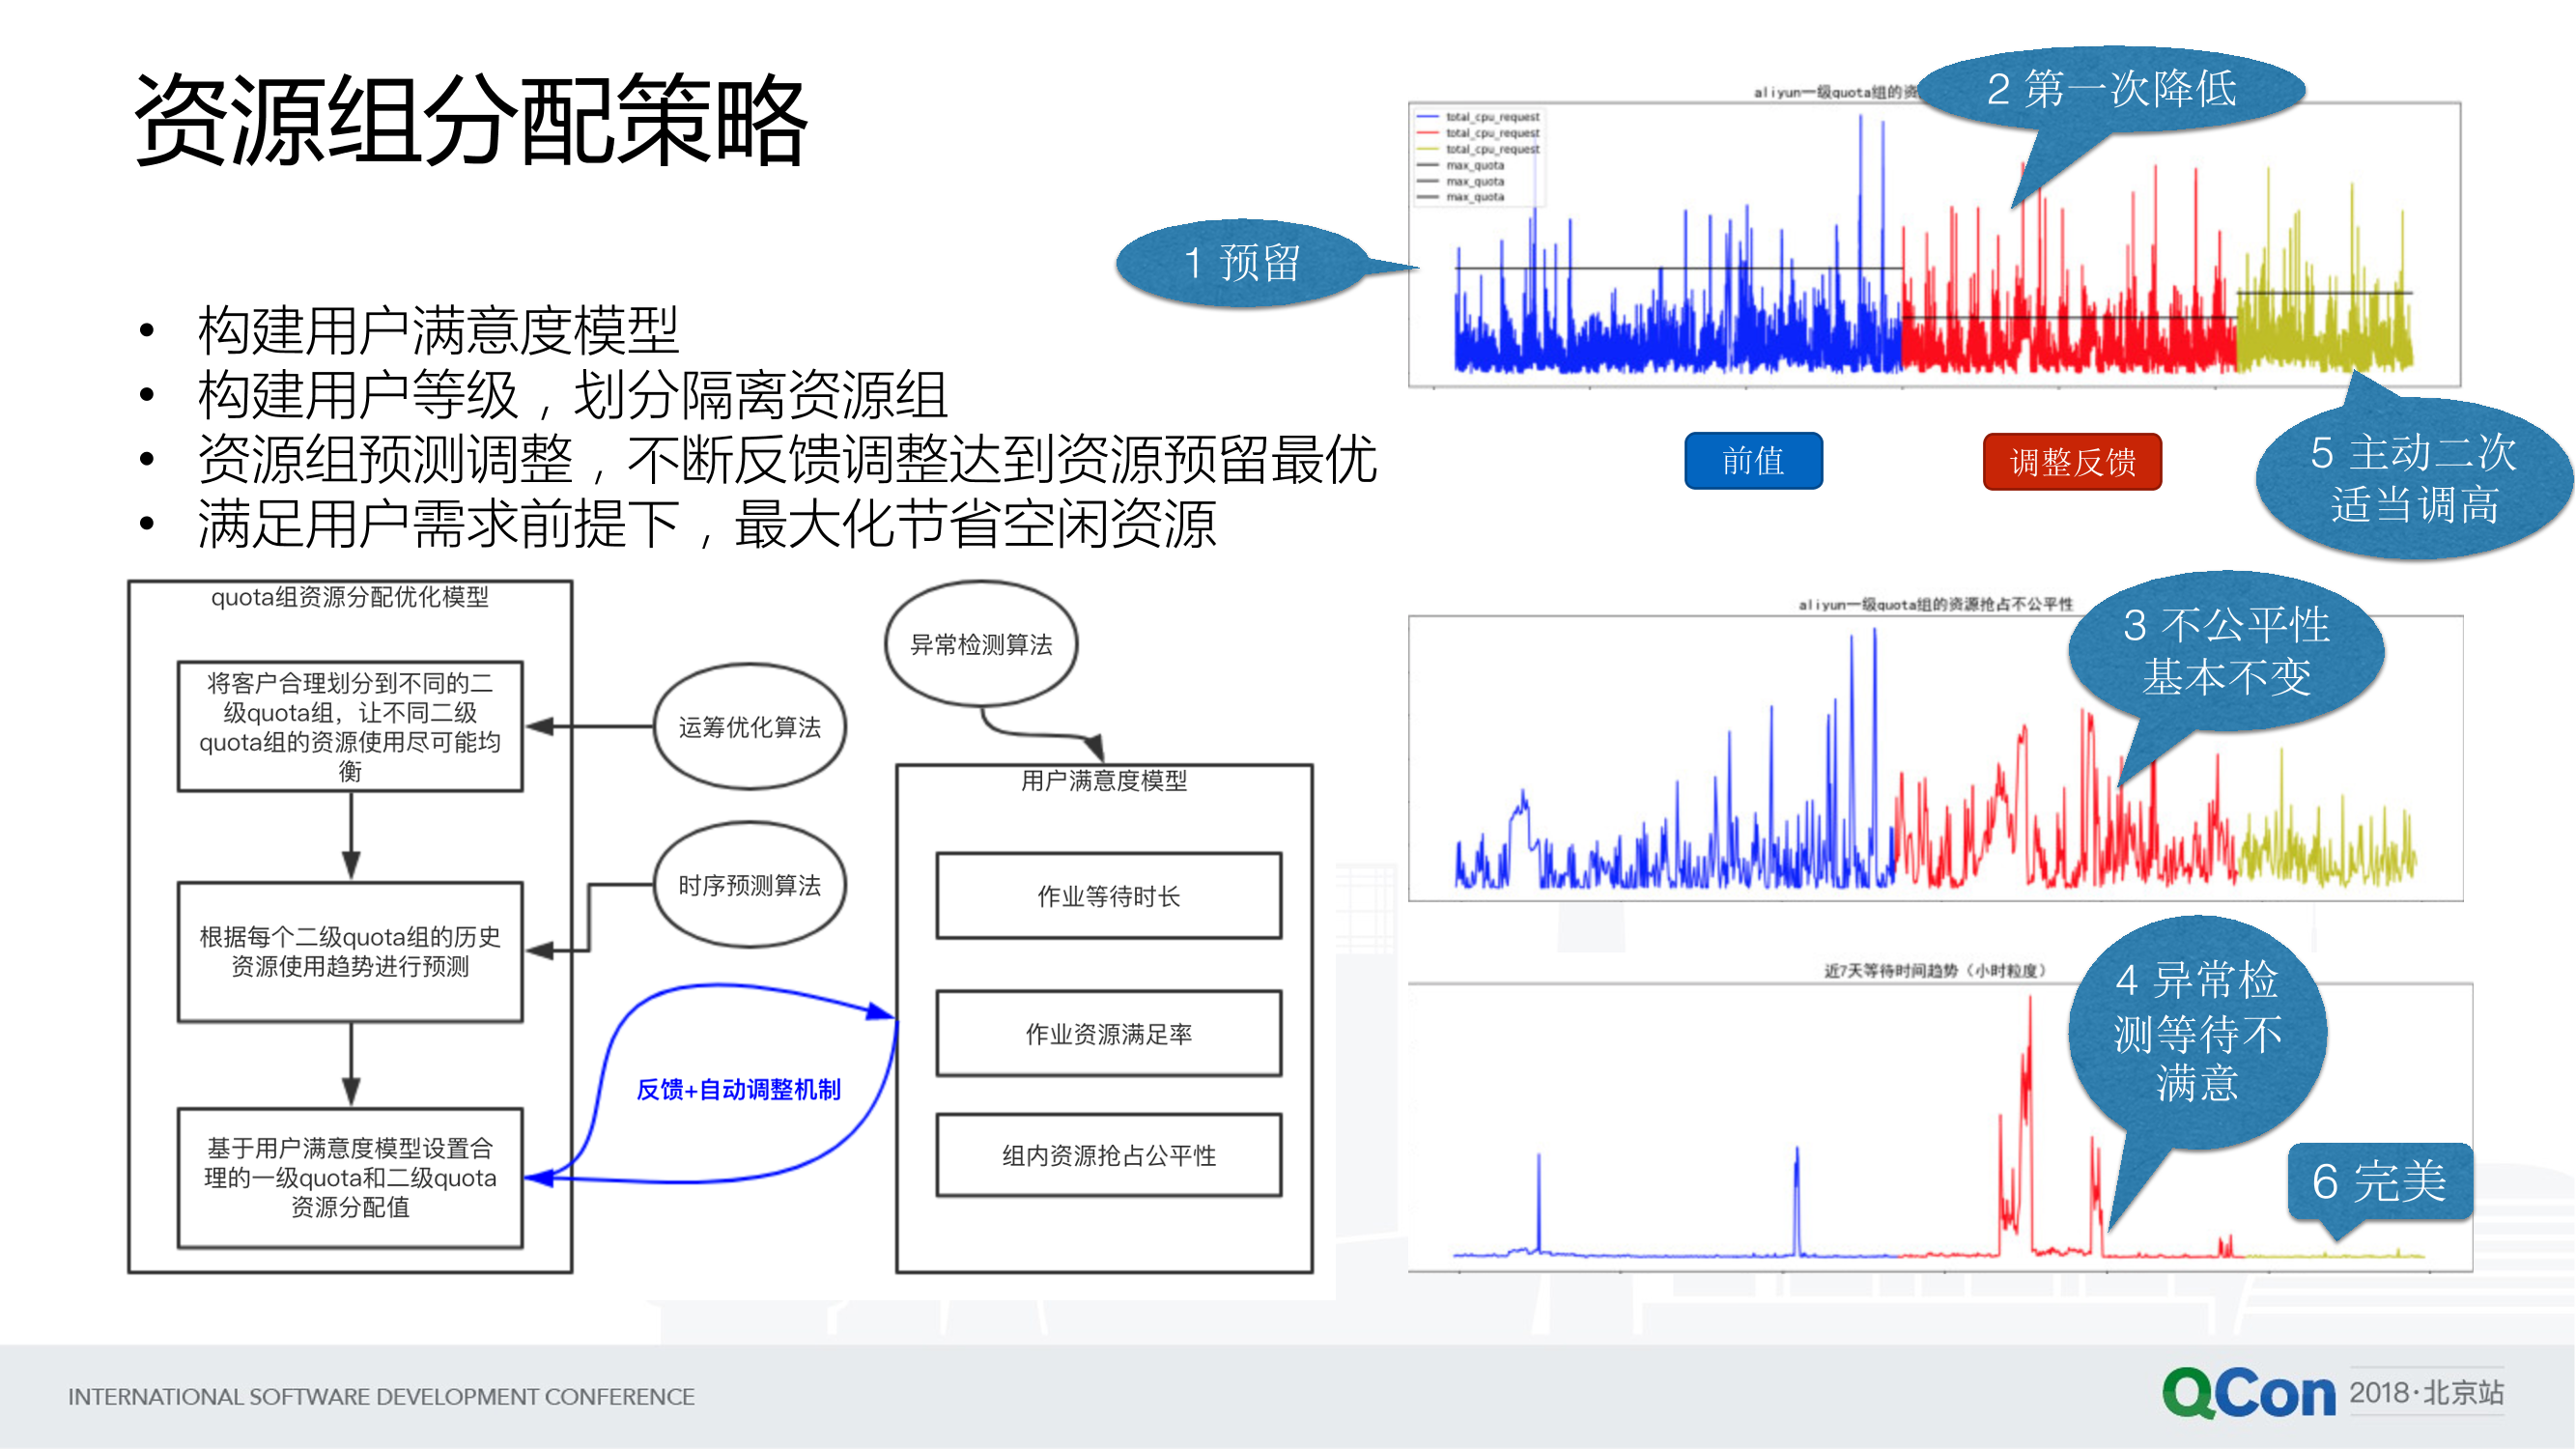 资源组分配策略
• 构建用户满意度模型
• 构建用户等级，划分隔离资源组
• 资源组预测调整，不断反馈调整达到资源预留最优
• 满足用户需求前提下，最大化节省空闲资源
quota组资源分配优化模型
将客户合理划分到不同的二
级quota组，让不同二级
quota组的资源使用尽可能均
衡
根据每个二级quota组的历史
资源使用趋势进行预测
基于用户满意度模型设置合
理的一级quota和二级quota
资源分配值
运筹优化算法
时序预测算法
异常检测算法
反馈+自动调整机制
用户满意度模型
作业等待时长
作业资源满足率
组内资源抢占公平性
aliyun一级quota组的资
total_cpu_request
total_cpu_request
total_cpu_request
max_quota
max_quota
max_quota
1 预留
2 第一次降低
前值
调整反馈
5 主动二次
适当调高
aliyun一级quota组的资源抢占不公平性
3 不公平性
基本不变
近7天等待时间趋势（小时粒度）
4 异常检
测等待不
满意
6 完美
INTERNATIONAL SOFTWARE DEVELOPMENT CONFERENCE
QCon 2018·北京站